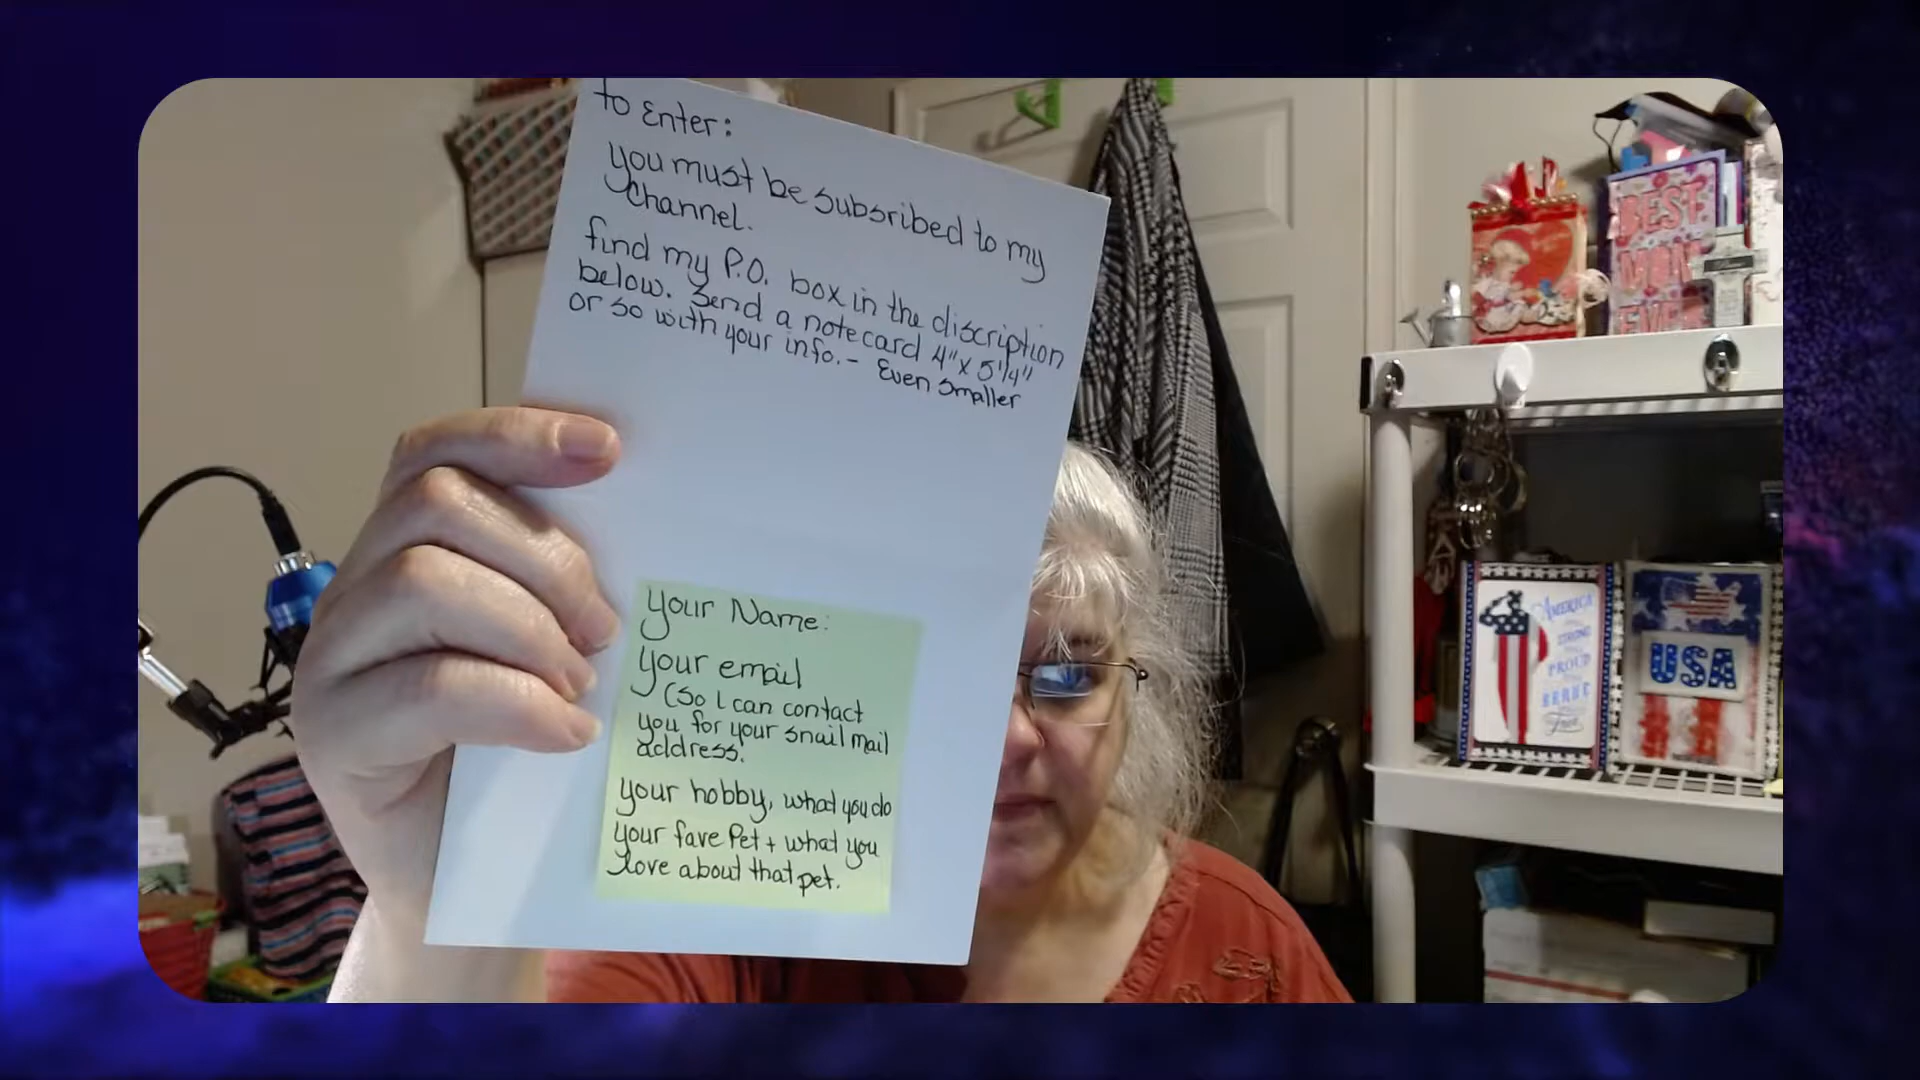 to Enter:
you must be subsribed to my
channel.
find my P.O. box in the discription
below. Send a notecard 4" x 5 1/4"
or so with your info. - Even smaller
Your Name:
your email
(so I can contact
you for your snail mail
address.
your hobby, what you do
your fave Pet + what you
love about that pet.
BEST
MOM
EVER
AMERICA
STRONG
PROUD
BRAVE
Free
USA